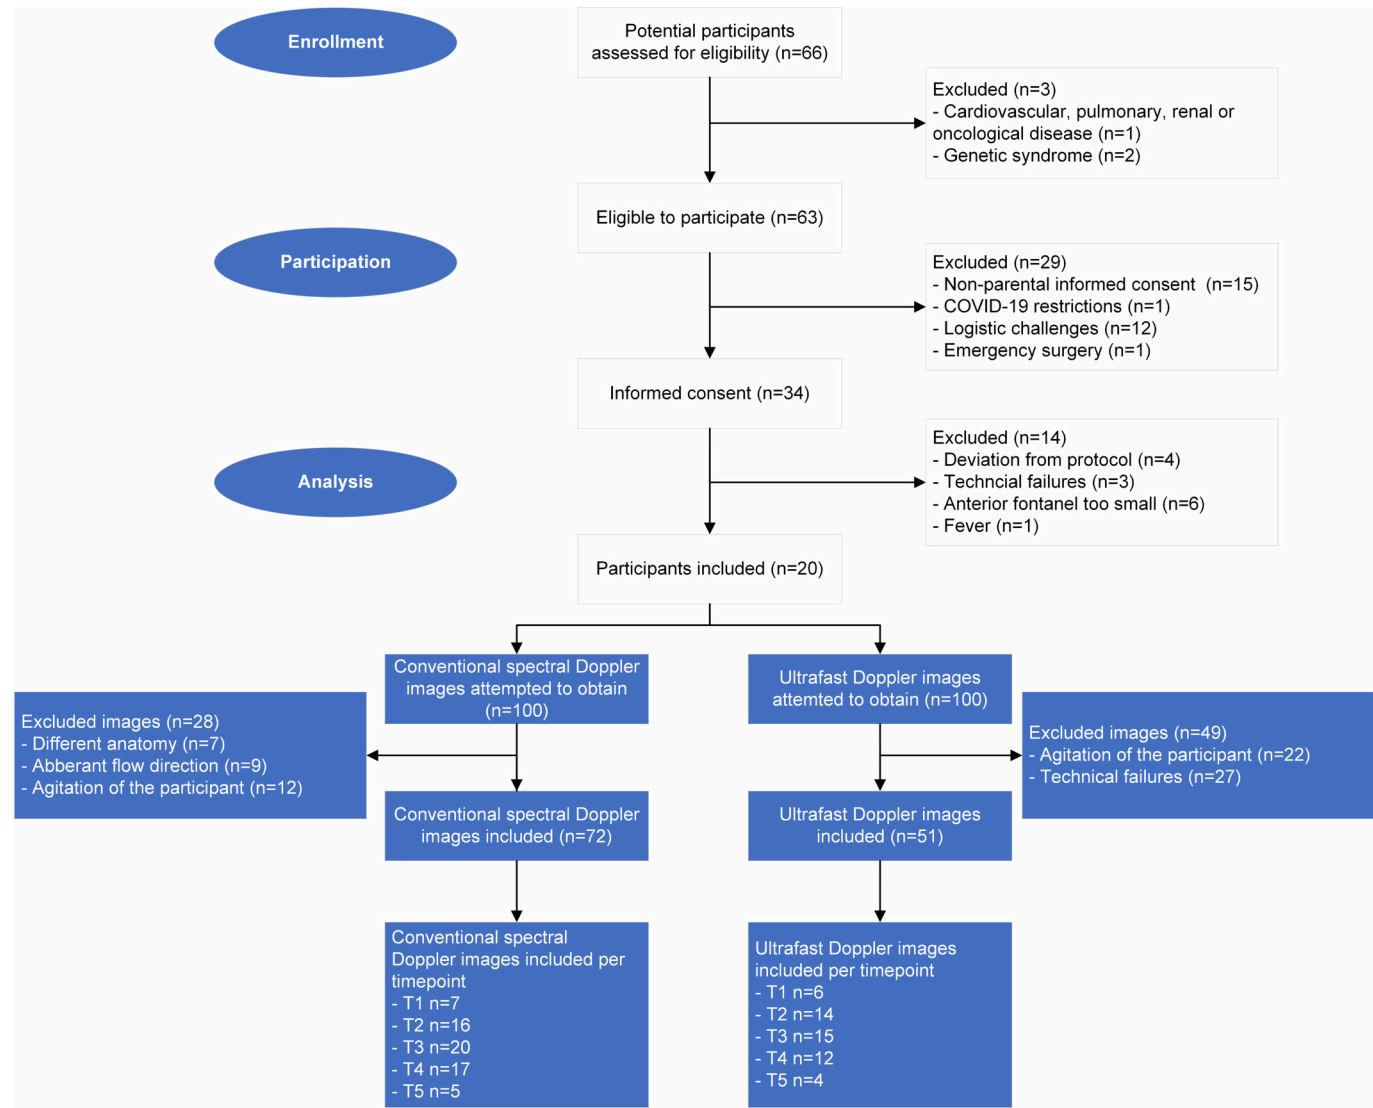 Enrollment
Potential participants
assessed for eligibility (n=66)
Excluded (n=3)
- Cardiovascular, pulmonary, renal or
oncological disease (n=1)
- Genetic syndrome (n=2)
Eligible to participate (n=63)
Participation
Excluded (n=29)
- Non-parental informed consent  (n=15)
- COVID-19 restrictions (n=1)
- Logistic challenges (n=12)
- Emergency surgery (n=1)
Informed consent (n=34)
Excluded (n=14)
- Deviation from protocol (n=4)
- Techncial failures (n=3)
- Anterior fontanel too small (n=6)
- Fever (n=1)
Analysis
Participants included (n=20)
Conventional spectral Doppler
images attempted to obtain
(n=100)
Ultrafast Doppler images
attemted to obtain (n=100)
Excluded images (n=28)
- Different anatomy (n=7)
- Abberant flow direction (n=9)
- Agitation of the participant (n=12)
Excluded images (n=49)
- Agitation of the participant (n=22)
- Technical failures (n=27)
Conventional spectral Doppler
images included (n=72)
Ultrafast Doppler images
included (n=51)
Conventional spectral
Doppler images included per
timepoint
- T1 n=7
- T2 n=16
- T3 n=20
- T4 n=17
- T5 n=5
Ultrafast Doppler images
included per timepoint
- T1 n=6
- T2 n=14
- T3 n=15
- T4 n=12
- T5 n=4